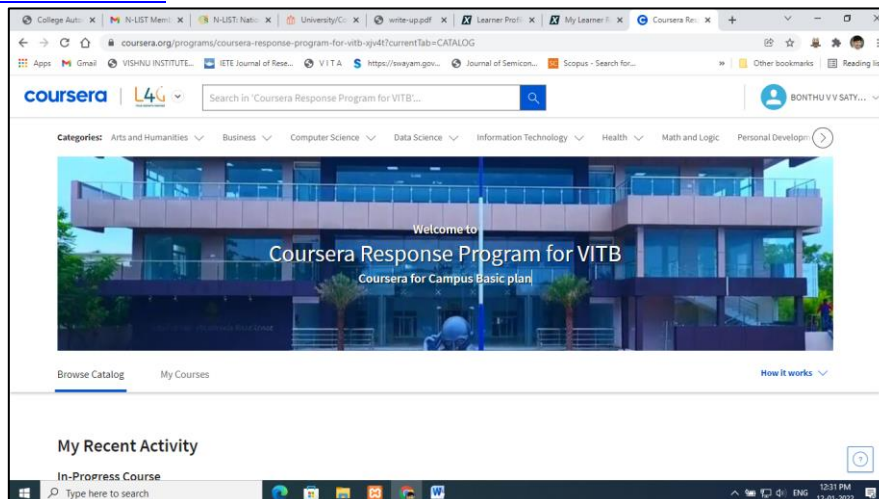 College Auto
N-LIST Memb
N-LIST: Natio
University/Co
write-up.pdf
Learner Profil
My Learner
Coursera Res
coursera.org/programs/coursera-response-program-for-vitb-xjv4t?currentTab=CATALOG
Apps Gmail VISHNU INSTITUTE... IETE Journal of Rese... V I T A https://swayam.gov... Journal of Semicon... Scopus - Search for... » Other bookmarks Reading lis
coursera L4G Search in 'Coursera Response Program for VITB'... BONTHU V V SATY...
Categories: Arts and Humanities Business Computer Science Data Science Information Technology Health Math and Logic Personal Developm
Welcome to
Coursera Response Program for VITB
Coursera for Campus Basic plan
Browse Catalog My Courses How it works
My Recent Activity
In-Progress Course
Type here to search ENG 12:31 PM